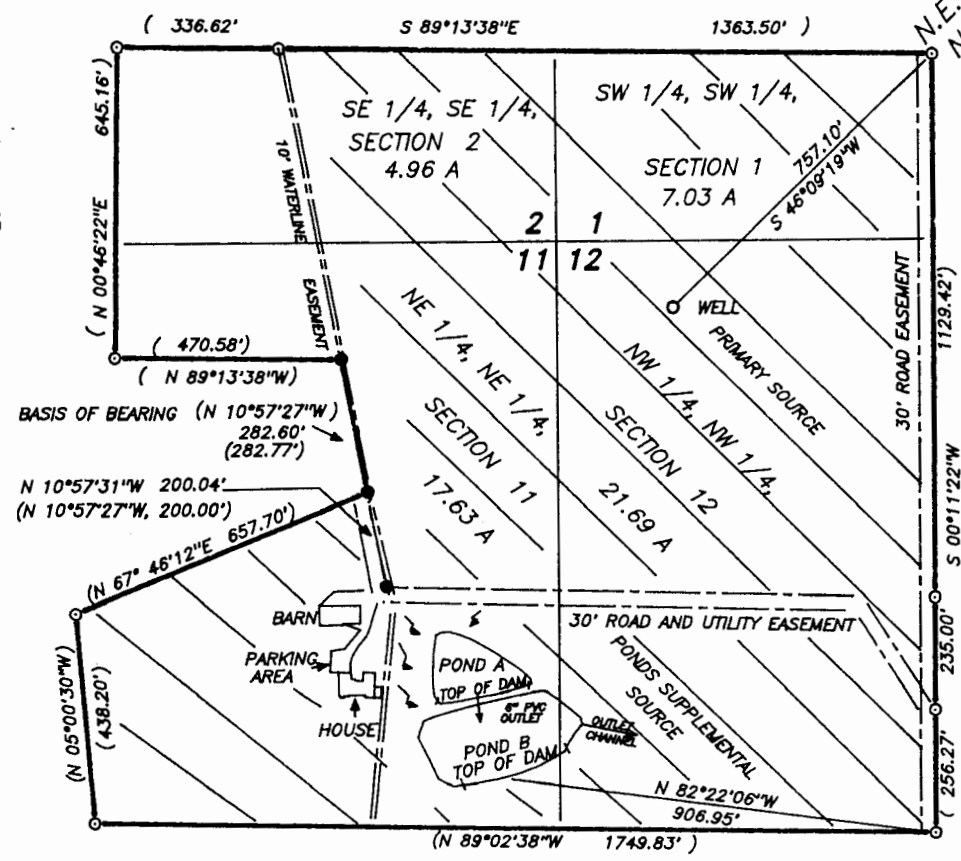 ( 336.62' S 89°13'38"E 1363.50' )
N.E.
645.16'
( N 00°46'22"E
10' WATERLINE
EASEMENT
SE 1/4, SE 1/4,
SECTION 2
4.96 A
SW 1/4, SW 1/4,
SECTION 1
7.03 A
757.10'
S 46°09'19"W
2 1
11 12
WELL
PRIMARY SOURCE
30' ROAD EASEMENT
1129.42'
S 00°11'22"W
( 470.58')
( N 89°13'38"W)
BASIS OF BEARING (N 10°57'27"W)
282.60'
(282.77')
NE 1/4, NE 1/4,
SECTION 11
17.63 A
NW 1/4, NW 1/4,
SECTION 12
21.69 A
N 10°57'31"W 200.04'
(N 10°57'27"W, 200.00')
(N 67° 46'12"E 657.70')
BARN
PARKING
AREA
HOUSE
30' ROAD AND UTILITY EASEMENT
POND A
TOP OF DAM
6" PVC
OUTLET
POND B
TOP OF DAM
OUTLET
CHANNEL
PONDS SUPPLEMENTAL
SOURCE
235.00'
( 256.27'
(N 05°00'30"W)
(438.20')
N 82°22'06"W
906.95'
(N 89°02'38"W 1749.83' )